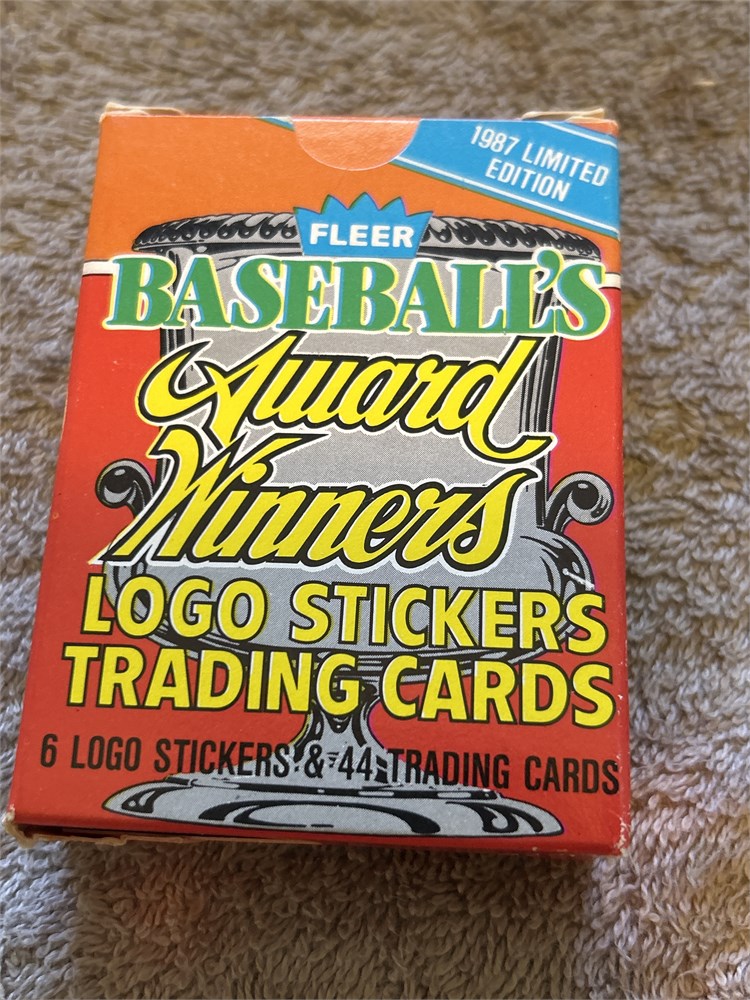 1987 LIMITED
EDITION
FLEER
BASEBALL'S
Award
Winners
LOGO STICKERS
TRADING CARDS
6 LOGO STICKERS & 44 TRADING CARDS